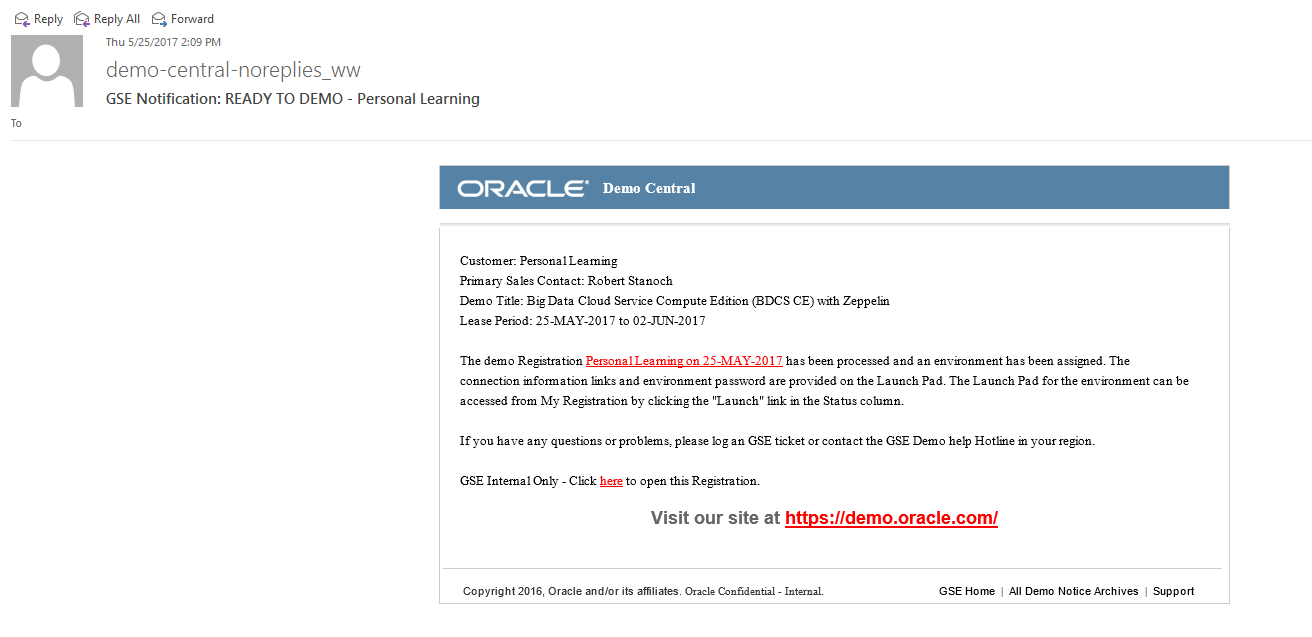 Reply Reply All Forward
Thu 5/25/2017 2:09 PM
demo-central-noreplies_ww
GSE Notification: READY TO DEMO - Personal Learning
To
ORACLE® Demo Central
Customer: Personal Learning
Primary Sales Contact: Robert Stanoch
Demo Title: Big Data Cloud Service Compute Edition (BDCS CE) with Zeppelin
Lease Period: 25-MAY-2017 to 02-JUN-2017
The demo Registration Personal Learning on 25-MAY-2017 has been processed and an environment has been assigned. The
connection information links and environment password are provided on the Launch Pad. The Launch Pad for the environment can be
accessed from My Registration by clicking the "Launch" link in the Status column.
If you have any questions or problems, please log an GSE ticket or contact the GSE Demo help Hotline in your region.
GSE Internal Only - Click here to open this Registration.
Visit our site at https://demo.oracle.com/
Copyright 2016, Oracle and/or its affiliates. Oracle Confidential - Internal. GSE Home | All Demo Notice Archives | Support